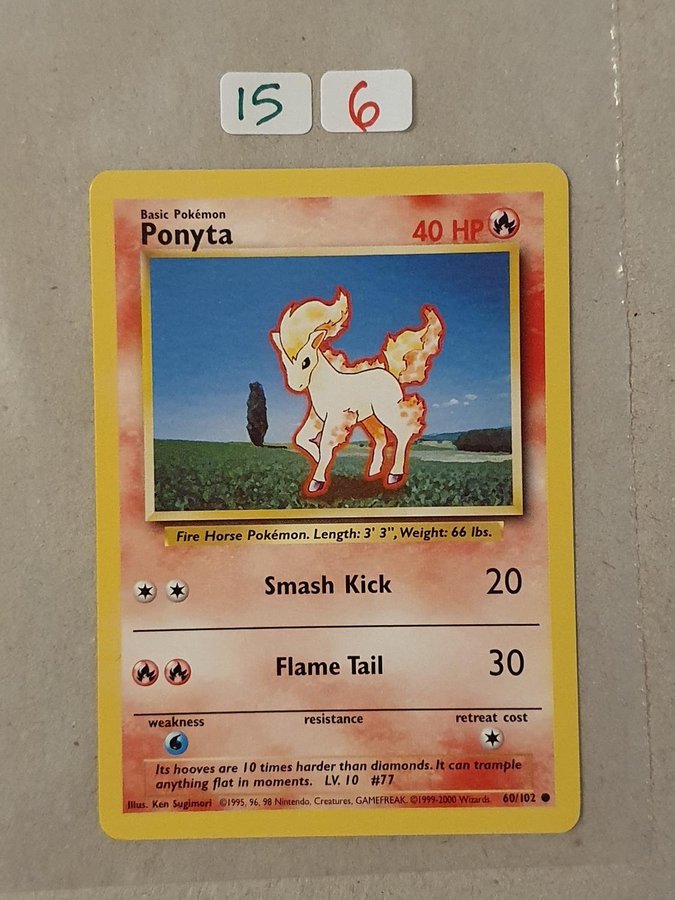 15 6
Basic Pokémon
Ponyta 40 HP
Fire Horse Pokémon. Length: 3' 3", Weight: 66 lbs.
Smash Kick 20
Flame Tail 30
weakness resistance retreat cost
Its hooves are 10 times harder than diamonds. It can trample
anything flat in moments. LV. 10 #77
Illus. Ken Sugimori ©1995, 96, 98 Nintendo, Creatures, GAMEFREAK. ©1999-2000 Wizards. 60/102